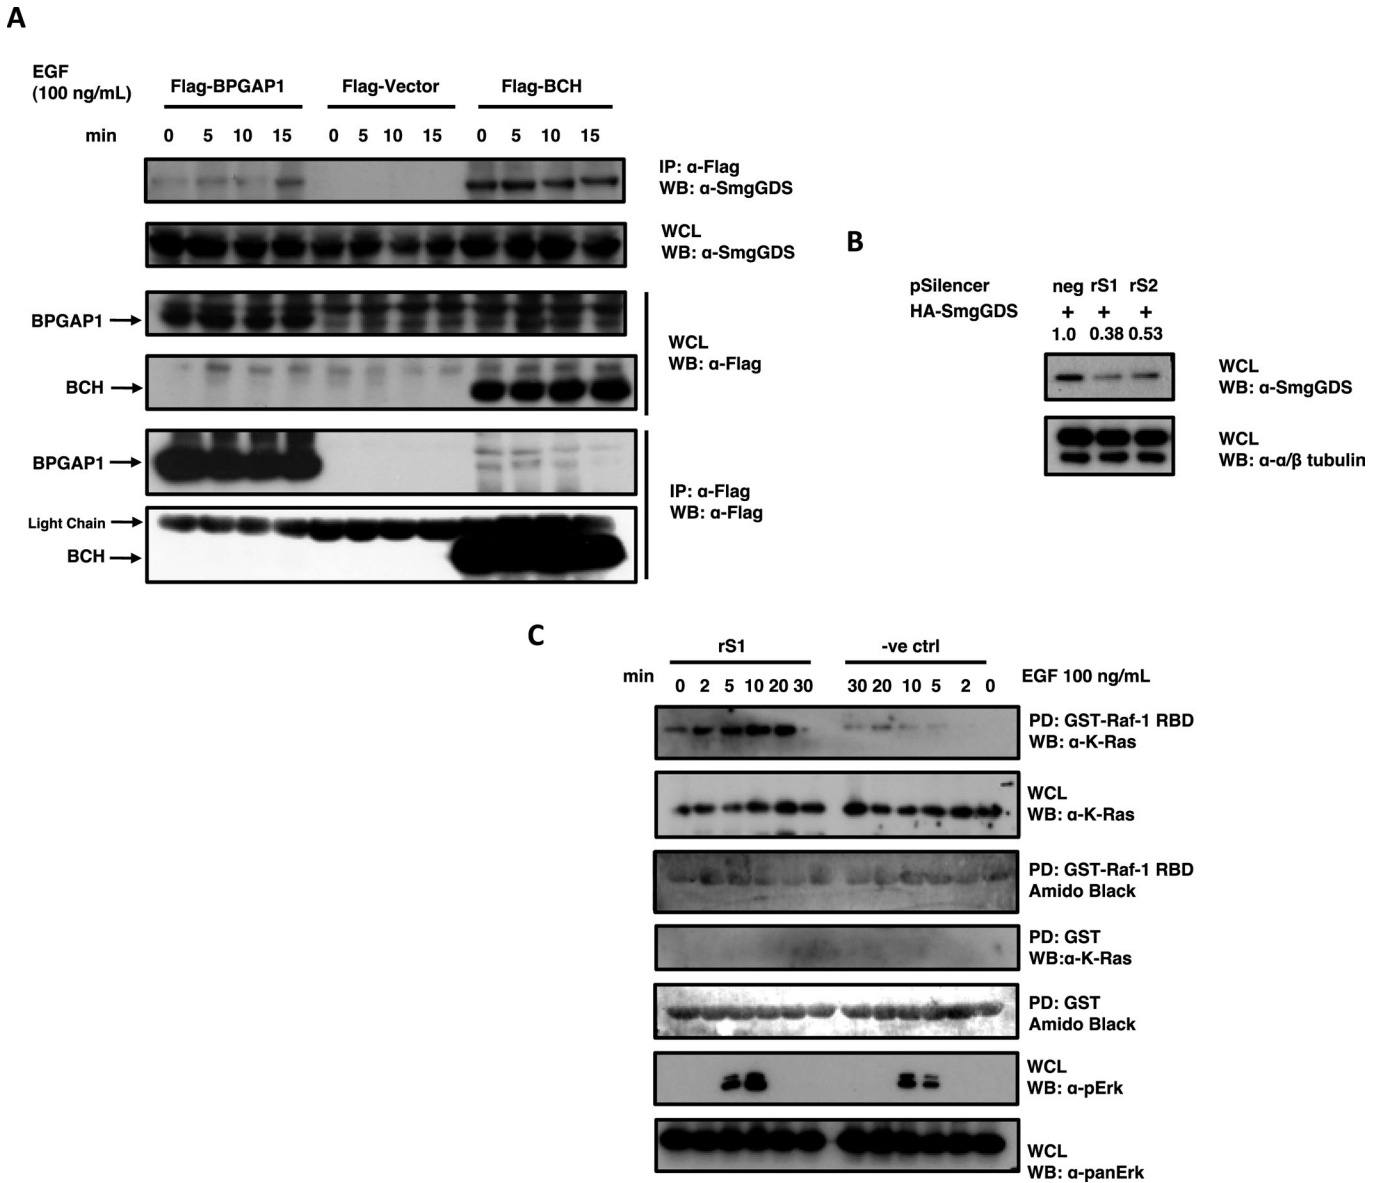 A
EGF
(100 ng/mL)
Flag-BPGAP1 Flag-Vector Flag-BCH
min 0 5 10 15 0 5 10 15 0 5 10 15
IP: α-Flag
WB: α-SmgGDS
WCL
WB: α-SmgGDS
BPGAP1
BCH
WCL
WB: α-Flag
BPGAP1
Light Chain
BCH
IP: α-Flag
WB: α-Flag
B
pSilencer neg rS1 rS2
HA-SmgGDS + + +
1.0 0.38 0.53
WCL
WB: α-SmgGDS
WCL
WB: α-α/β tubulin
C
rS1 -ve ctrl
min 0 2 5 10 20 30 30 20 10 5 2 0 EGF 100 ng/mL
PD: GST-Raf-1 RBD
WB: α-K-Ras
WCL
WB: α-K-Ras
PD: GST-Raf-1 RBD
Amido Black
PD: GST
WB:α-K-Ras
PD: GST
Amido Black
WCL
WB: α-pErk
WCL
WB: α-panErk